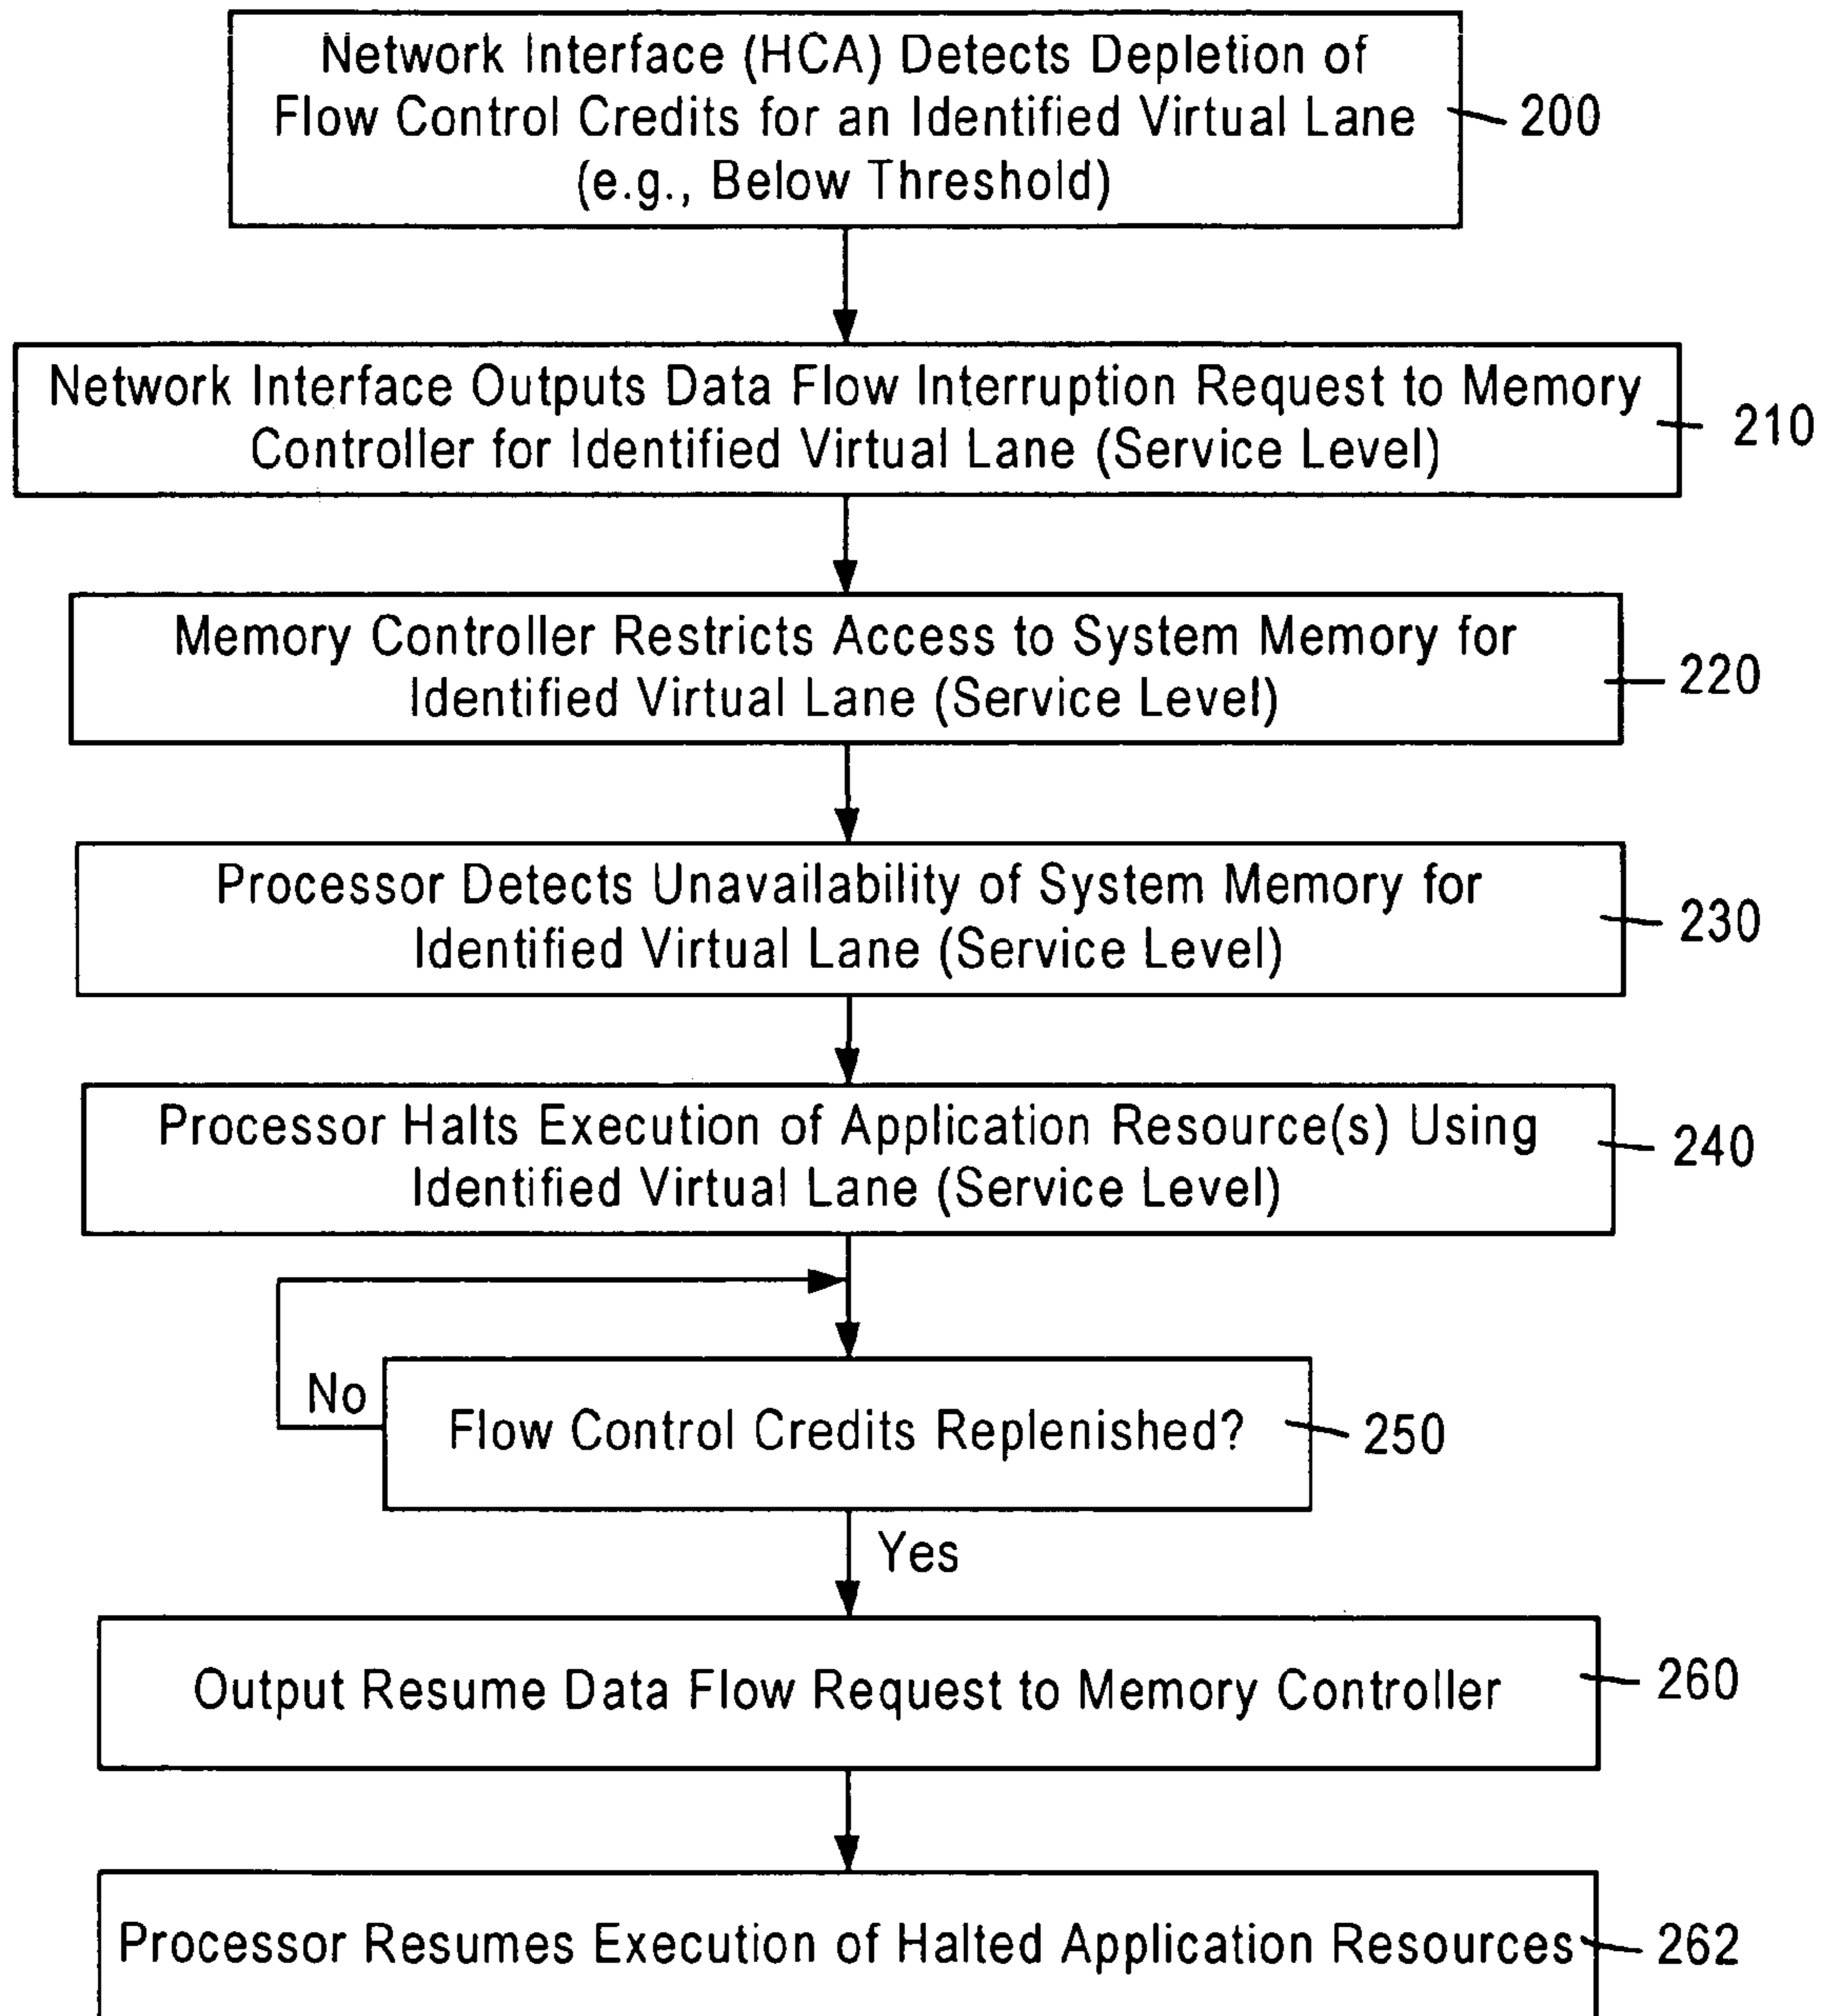 Network Interface (HCA) Detects Depletion of
Flow Control Credits for an Identified Virtual Lane
(e.g., Below Threshold)
200
Network Interface Outputs Data Flow Interruption Request to Memory
Controller for Identified Virtual Lane (Service Level)
210
Memory Controller Restricts Access to System Memory for
Identified Virtual Lane (Service Level)
220
Processor Detects Unavailability of System Memory for
Identified Virtual Lane (Service Level)
230
Processor Halts Execution of Application Resource(s) Using
Identified Virtual Lane (Service Level)
240
No
Flow Control Credits Replenished?
250
Yes
Output Resume Data Flow Request to Memory Controller
260
Processor Resumes Execution of Halted Application Resources
262